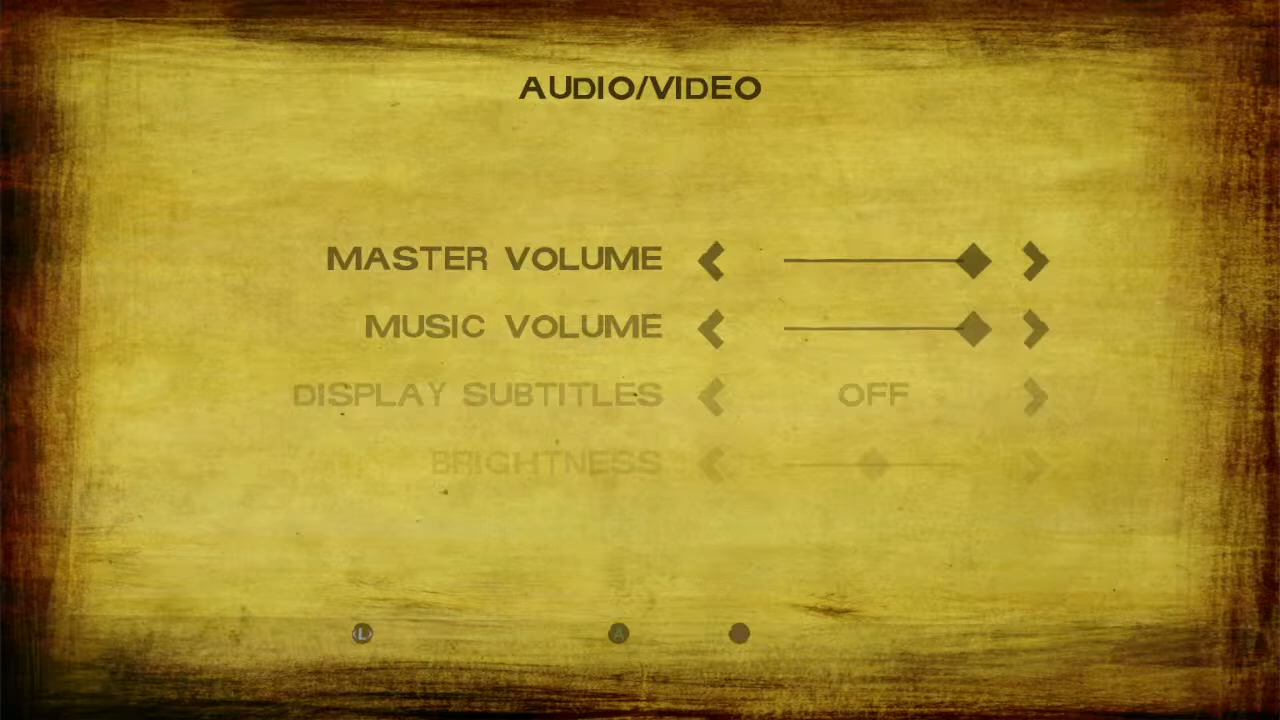 AUDIO/VIDEO
MASTER VOLUME
MUSIC VOLUME
DISPLAY SUBTITLES OFF
BRIGHTNESS
L A